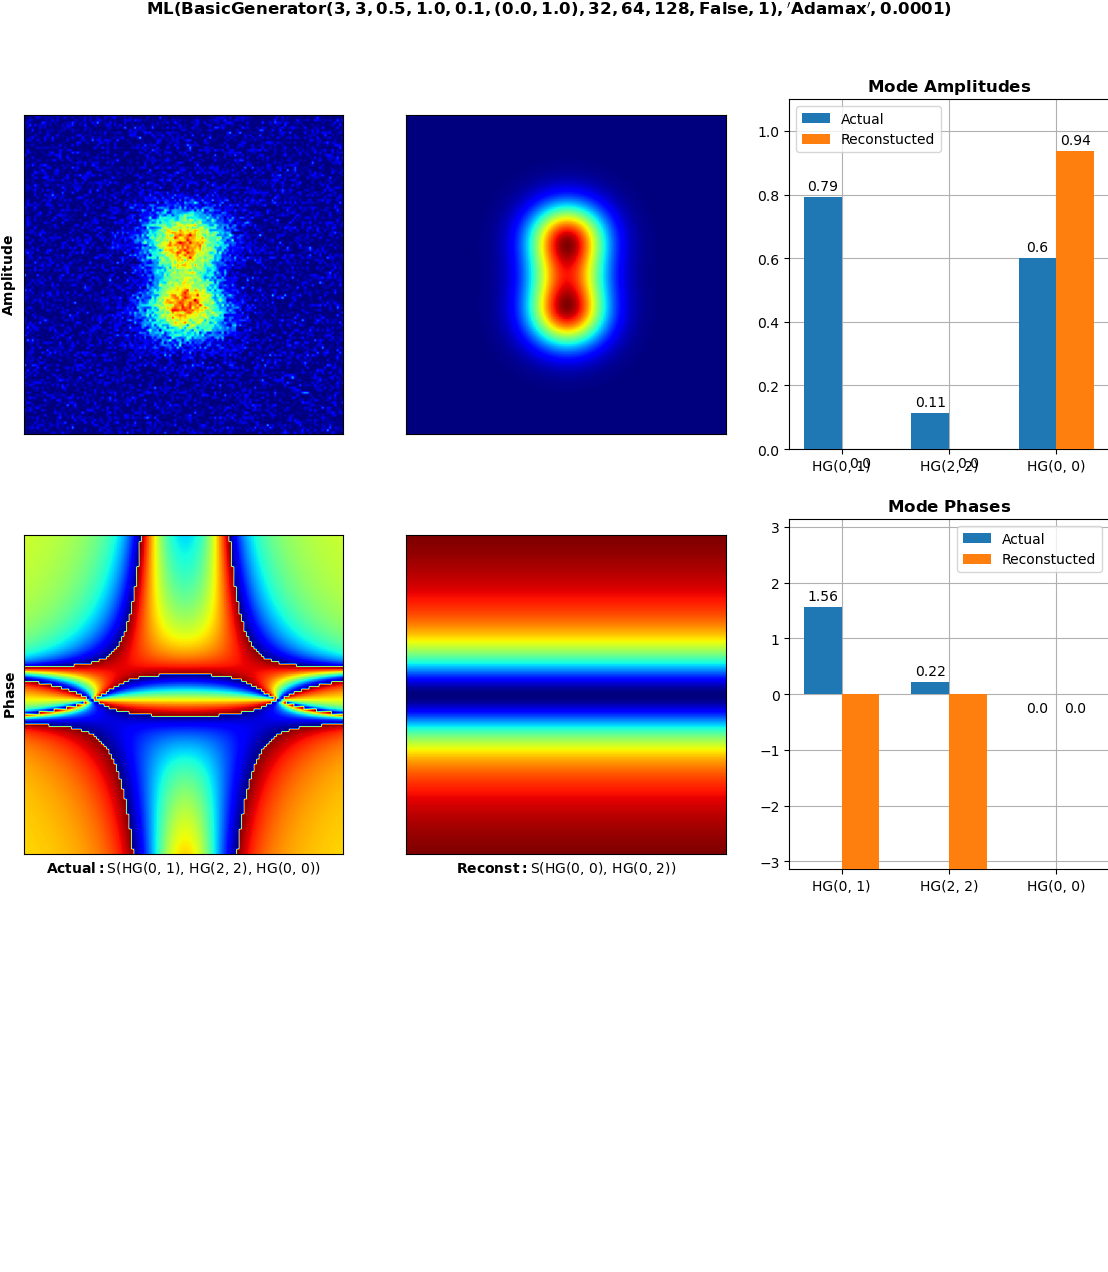 ML(BasicGenerator(3, 3, 0.5, 1.0, 0.1, (0.0, 1.0), 32, 64, 128, False, 1), ′Adamax′, 0.0001)
Amplitude
Mode Amplitudes
Actual
Reconstucted
1.0
0.8
0.6
0.4
0.2
0.0
0.79
0.0
0.11
0.0
0.6
0.94
HG(0, 1)
HG(2, 2)
HG(0, 0)
Phase
Actual: S(HG(0, 1), HG(2, 2), HG(0, 0))
Reconst: S(HG(0, 0), HG(0, 2))
Mode Phases
Actual
Reconstucted
3
2
1
0
−1
−2
−3
1.56
0.22
0.0
0.0
HG(0, 1)
HG(2, 2)
HG(0, 0)